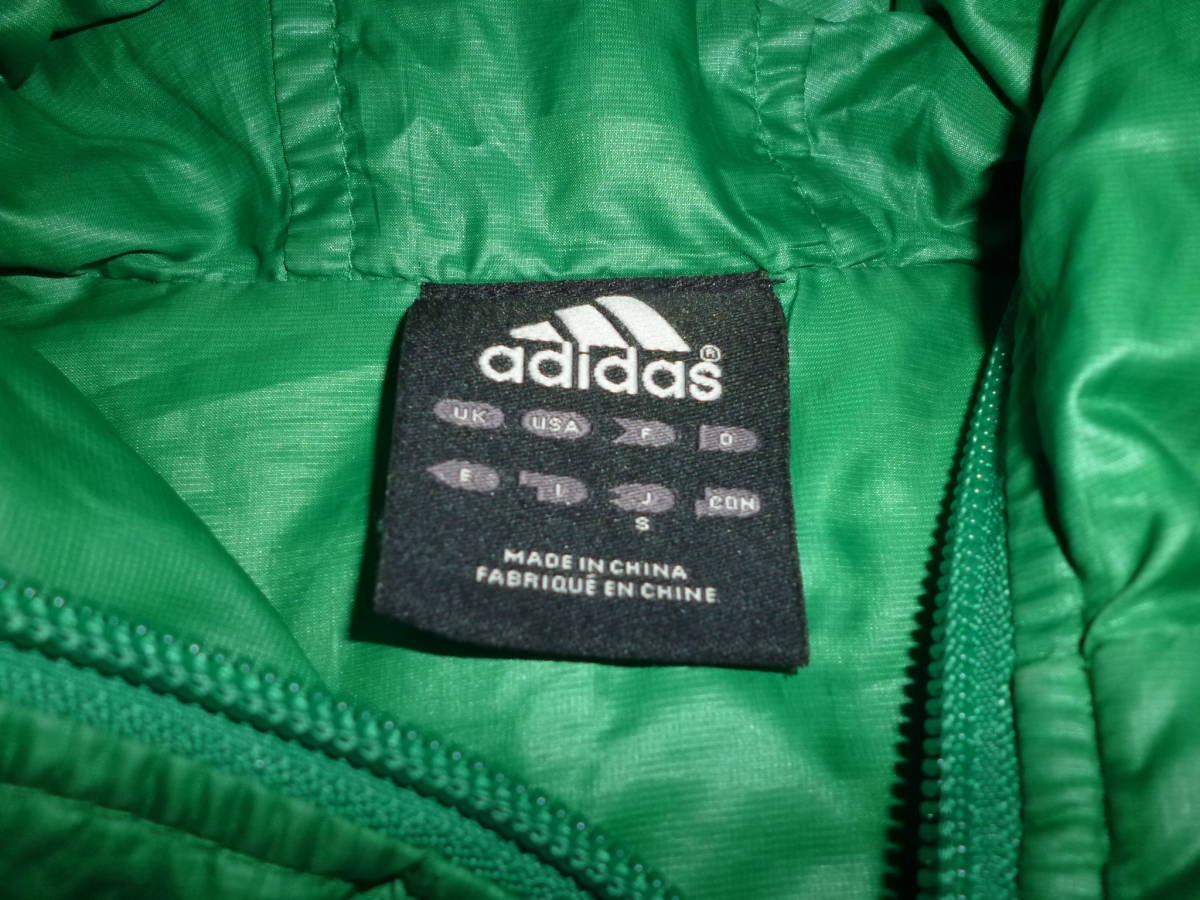 adidas®
UK USA F D
E I J CDN
S
MADE IN CHINA
FABRIQUÉ EN CHINE